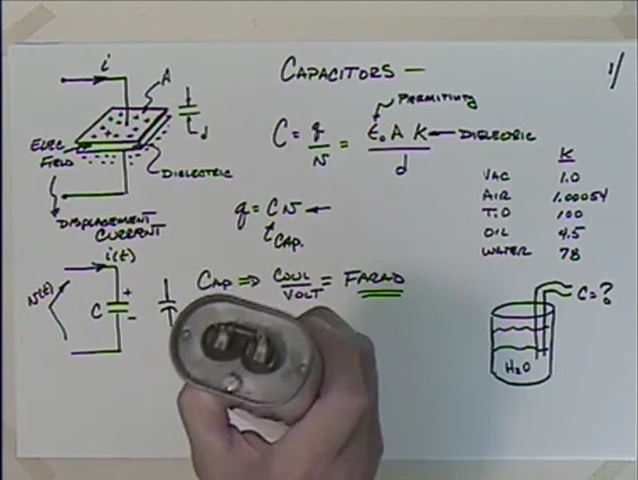 CAPACITORS —
1/
i
A
d
ELEC
FIELD
DIELECTRIC
DISPLACEMENT
CURRENT
PERMITIVITY
C = q/v = ε₀ A K / d
DIELECTRIC
q = C v
CAP.
K
VAC 1.0
AIR 1.00054
TiO 100
OIL 4.5
WATER 78
i(t)
v(t)
C
+
-
CAP ⇒ COUL/VOLT = FARAD
C=?
H₂O